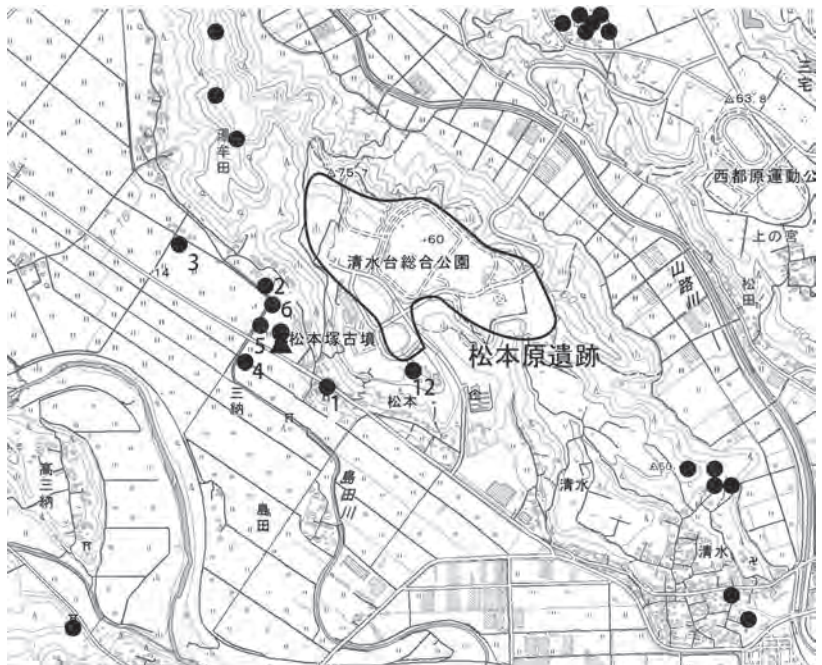 三宅
63.8
西都原運動公
上の宮
松田
山路川
湯牟田
75.7
60
清水台総合公園
松本原遺跡
3
14
2
6
5
松本塚古墳
4
1
12
松本
三納
島田川
島田
高三納
50
清水
清水